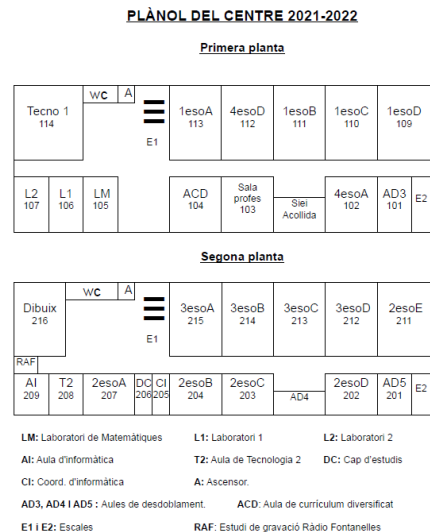 PLÀNOL DEL CENTRE 2021-2022
Primera planta
WC A
Tecno 1 1esoA 4esoD 1esoB 1esoC 1esoD
114 113 112 111 110 109
E1
L2 L1 LM ACD Sala profes Siei Acollida 4esoA AD3 E2
107 106 105 104 103 102 101
Segona planta
WC A
Dibuix 3esoA 3esoB 3esoC 3esoD 2esoE
216 215 214 213 212 211
E1
RAF
AI T2 2esoA DC CI 2esoB 2esoC AD4 2esoD AD5 E2
209 208 207 206 205 204 203 202 201
LM: Laboratori de Matemàtiques L1: Laboratori 1 L2: Laboratori 2
AI: Aula d'informàtica T2: Aula de Tecnologia 2 DC: Cap d'estudis
CI: Coord. d'informàtica A: Ascensor.
AD3, AD4 I AD5 : Aules de desdoblament. ACD: Aula de curriculum diversificat
E1 i E2: Escales RAF: Estudi de gravació Ràdio Fontanelles